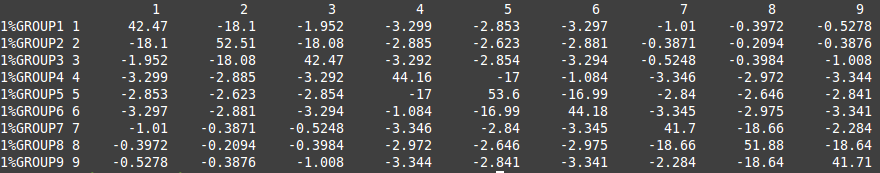 1 2 3 4 5 6 7 8 9
1%GROUP1 1 42.47 -18.1 -1.952 -3.299 -2.853 -3.297 -1.01 -0.3972 -0.5278
1%GROUP2 2 -18.1 52.51 -18.08 -2.885 -2.623 -2.881 -0.3871 -0.2094 -0.3876
1%GROUP3 3 -1.952 -18.08 42.47 -3.292 -2.854 -3.294 -0.5248 -0.3984 -1.008
1%GROUP4 4 -3.299 -2.885 -3.292 44.16 -17 -1.084 -3.346 -2.972 -3.344
1%GROUP5 5 -2.853 -2.623 -2.854 -17 53.6 -16.99 -2.84 -2.646 -2.841
1%GROUP6 6 -3.297 -2.881 -3.294 -1.084 -16.99 44.18 -3.345 -2.975 -3.341
1%GROUP7 7 -1.01 -0.3871 -0.5248 -3.346 -2.84 -3.345 41.7 -18.66 -2.284
1%GROUP8 8 -0.3972 -0.2094 -0.3984 -2.972 -2.646 -2.975 -18.66 51.88 -18.64
1%GROUP9 9 -0.5278 -0.3876 -1.008 -3.344 -2.841 -3.341 -2.284 -18.64 41.71